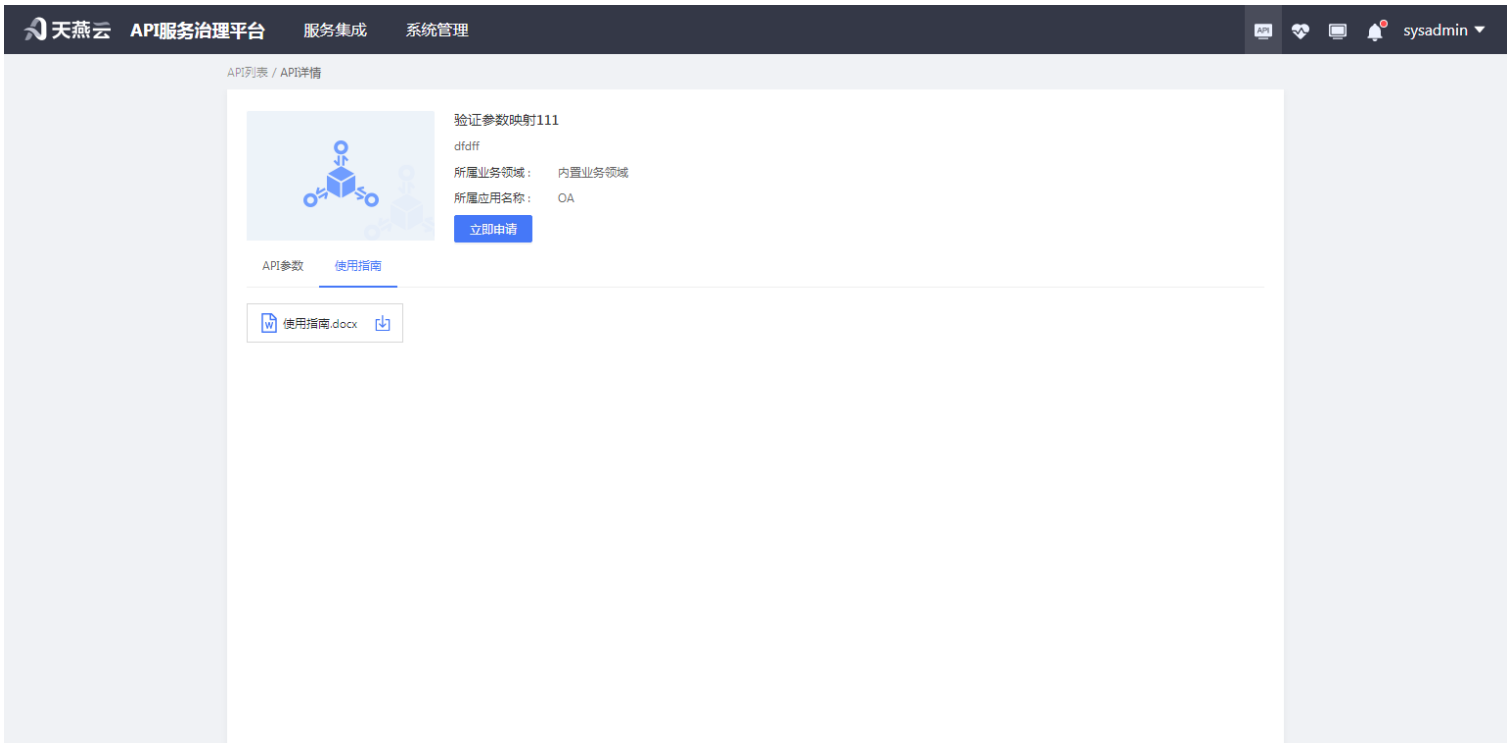 天燕云 API服务治理平台 服务集成 系统管理 API sysadmin
API列表 / API详情
验证参数映射111
dfdff
所属业务领域： 内置业务领域
所属应用名称： OA
立即申请
API参数 使用指南
W 使用指南.docx